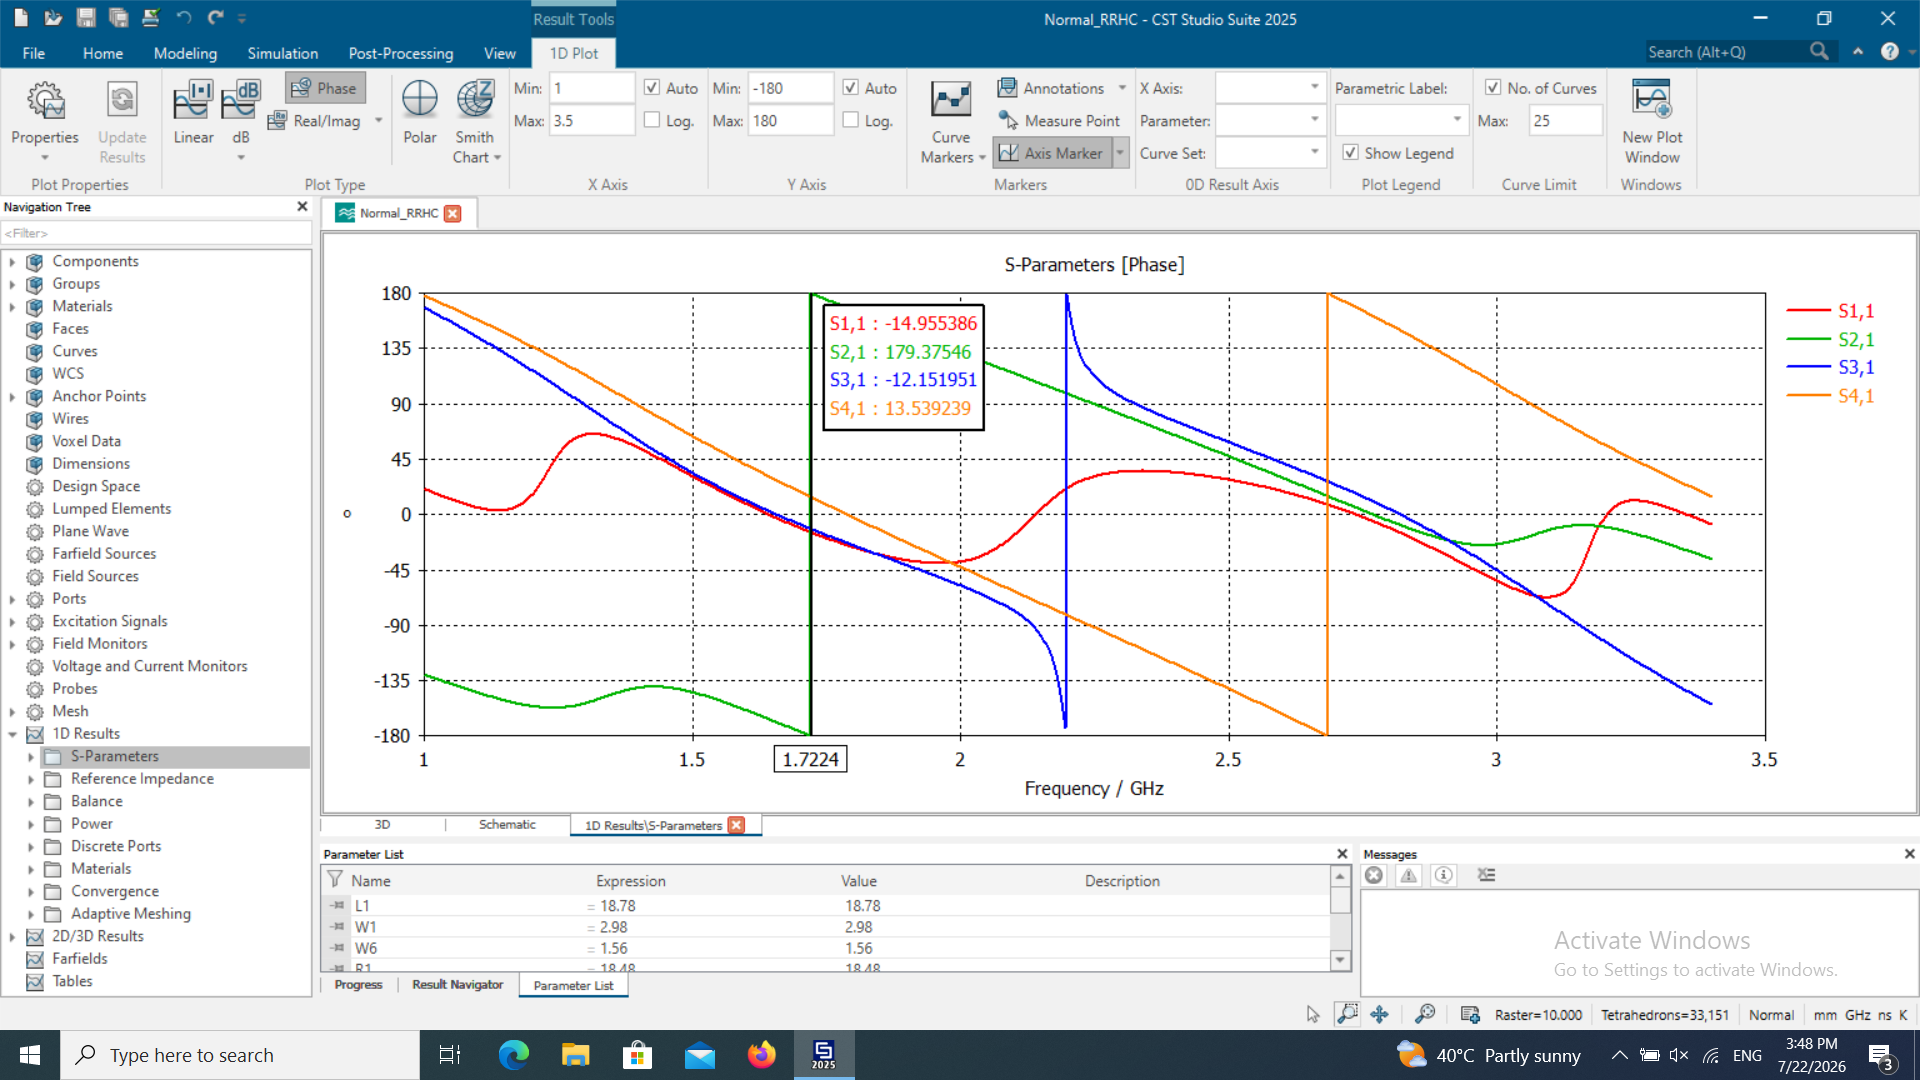 Result Tools
Normal_RRHC - CST Studio Suite 2025
File Home Modeling Simulation Post-Processing View 1D Plot
Search (Alt+Q)
Properties
Update Results
Plot Properties
Linear
dB
Phase
Real/Imag
Polar
Smith Chart
Plot Type
Min: 1
Auto
Max: 3.5
Log.
X Axis
Min: -180
Auto
Max: 180
Log.
Y Axis
Curve Markers
Annotations
Measure Point
Axis Marker
Markers
X Axis:
Parameter:
Curve Set:
0D Result Axis
Parametric Label:
Show Legend
Plot Legend
No. of Curves
Max: 25
Curve Limit
New Plot Window
Windows
Navigation Tree
<Filter>
Components
Groups
Materials
Faces
Curves
WCS
Anchor Points
Wires
Voxel Data
Dimensions
Design Space
Lumped Elements
Plane Wave
Farfield Sources
Field Sources
Ports
Excitation Signals
Field Monitors
Voltage and Current Monitors
Probes
Mesh
1D Results
S-Parameters
Reference Impedance
Balance
Power
Discrete Ports
Materials
Convergence
Adaptive Meshing
2D/3D Results
Farfields
Tables
Normal_RRHC
S-Parameters [Phase]
180
135
90
45
0
-45
-90
-135
-180
°
S1,1 : -14.955386
S2,1 : 179.37546
S3,1 : -12.151951
S4,1 : 13.539239
S1,1
S2,1
S3,1
S4,1
1 1.5 1.7224 2 2.5 3 3.5
Frequency / GHz
3D Schematic 1D Results\S-Parameters
Parameter List
Name Expression Value Description
L1 = 18.78 18.78
W1 = 2.98 2.98
W6 = 1.56 1.56
R1 = 18.48 18.48
Progress Result Navigator Parameter List
Messages
Activate Windows
Go to Settings to activate Windows.
Raster=10.000 Tetrahedrons=33,151 Normal mm GHz ns K
Type here to search
2025
40°C Partly sunny
ENG
3:48 PM
7/22/2026
3